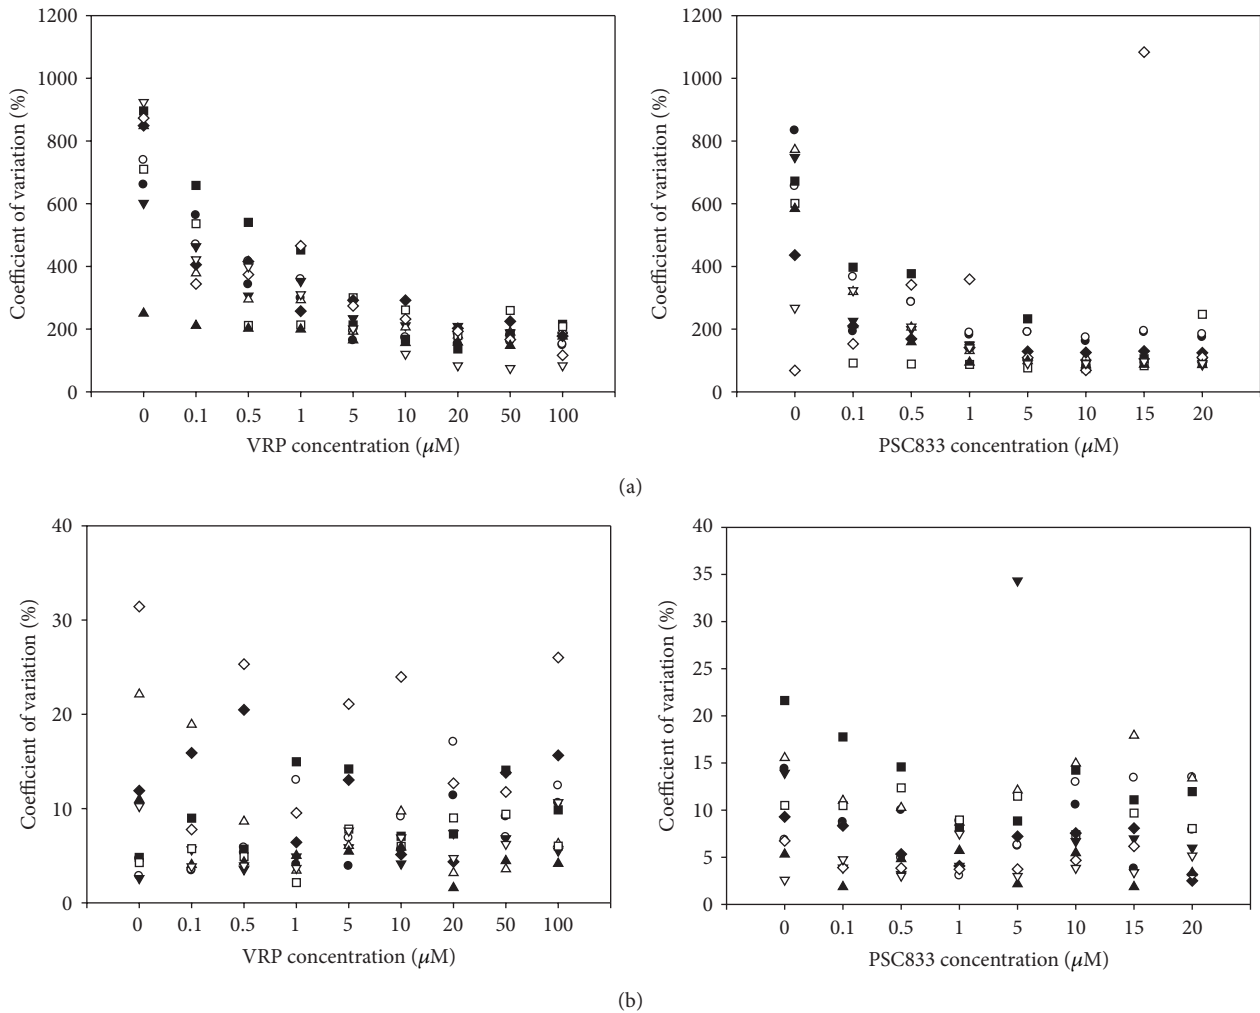 1200
1000
800
600
400
200
0
Coefficient of variation (%)
0 0.1 0.5 1 5 10 20 50 100
VRP concentration (μM)
1200
1000
800
600
400
200
0
Coefficient of variation (%)
0 0.1 0.5 1 5 10 15 20
PSC833 concentration (μM)
(a)
40
30
20
10
0
Coefficient of variation (%)
0 0.1 0.5 1 5 10 20 50 100
VRP concentration (μM)
40
35
30
25
20
15
10
5
0
Coefficient of variation (%)
0 0.1 0.5 1 5 10 15 20
PSC833 concentration (μM)
(b)